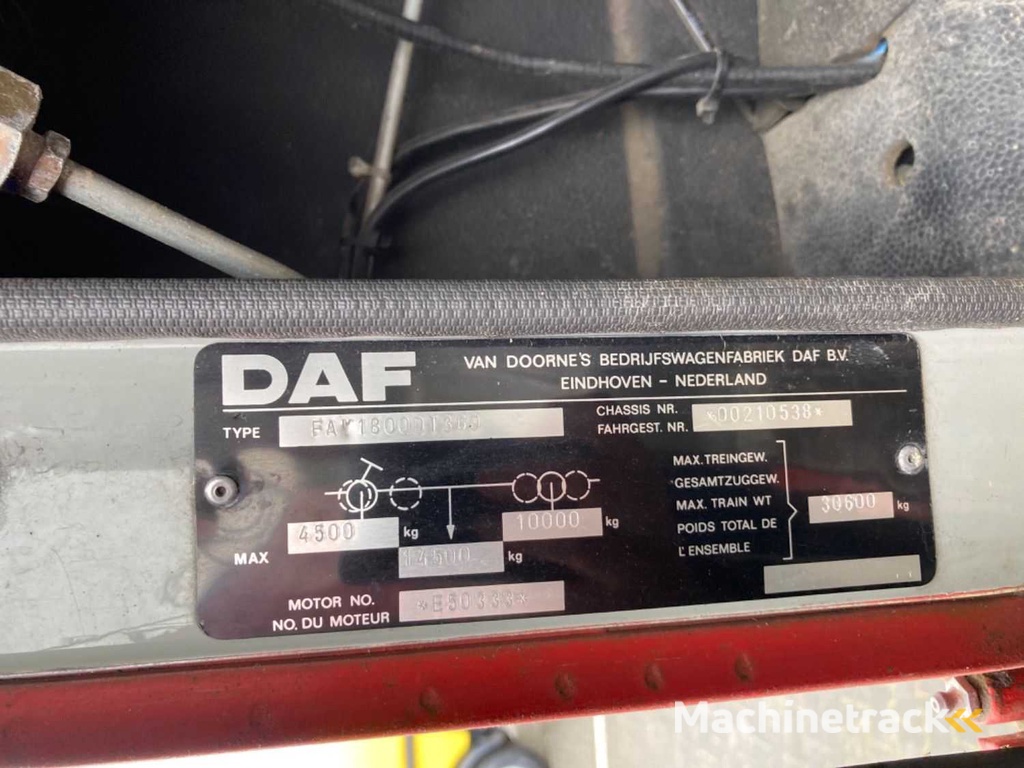 DAF
VAN DOORNE'S BEDRIJFSWAGENFABRIEK DAF B.V.
EINDHOVEN - NEDERLAND
TYPE
CHASSIS NR.
FAHRGEST. NR.
*00210538*
MAX
4500 kg
14500 kg
10000 kg
MAX. TREINGEW.
GESAMTZUGGEW.
MAX. TRAIN WT
POIDS TOTAL DE
L'ENSEMBLE
30600 kg
MOTOR NO.
NO. DU MOTEUR
*E50333*
Machinetrack